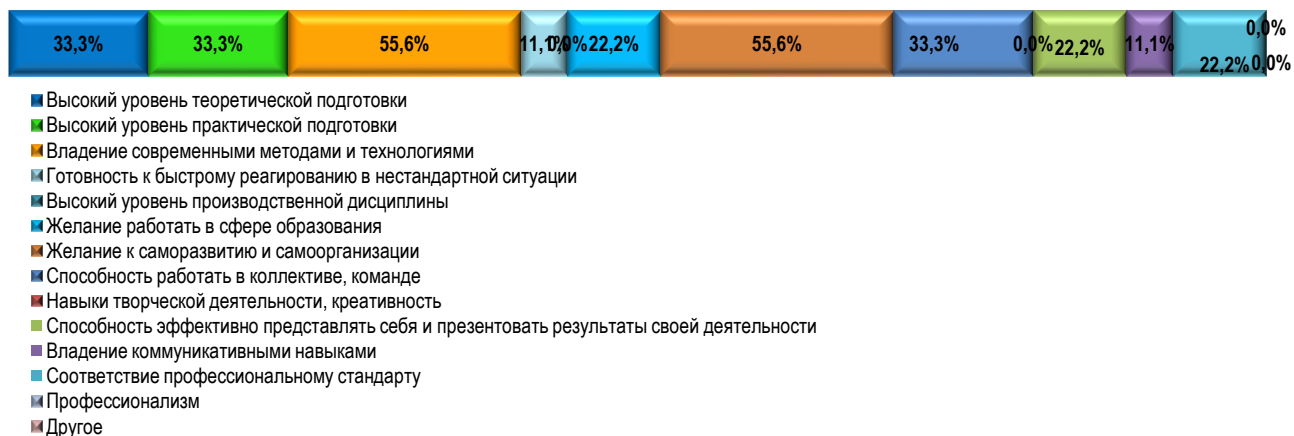 33,3% 33,3% 55,6% 11,1% 0,0% 22,2% 55,6% 33,3% 0,0% 22,2% 11,1% 22,2% 0,0% 0,0%
Высокий уровень теоретической подготовки
Высокий уровень практической подготовки
Владение современными методами и технологиями
Готовность к быстрому реагированию в нестандартной ситуации
Высокий уровень производственной дисциплины
Желание работать в сфере образования
Желание к саморазвитию и самоорганизации
Способность работать в коллективе, команде
Навыки творческой деятельности, креативность
Способность эффективно представлять себя и презентовать результаты своей деятельности
Владение коммуникативными навыками
Соответствие профессиональному стандарту
Профессионализм
Другое